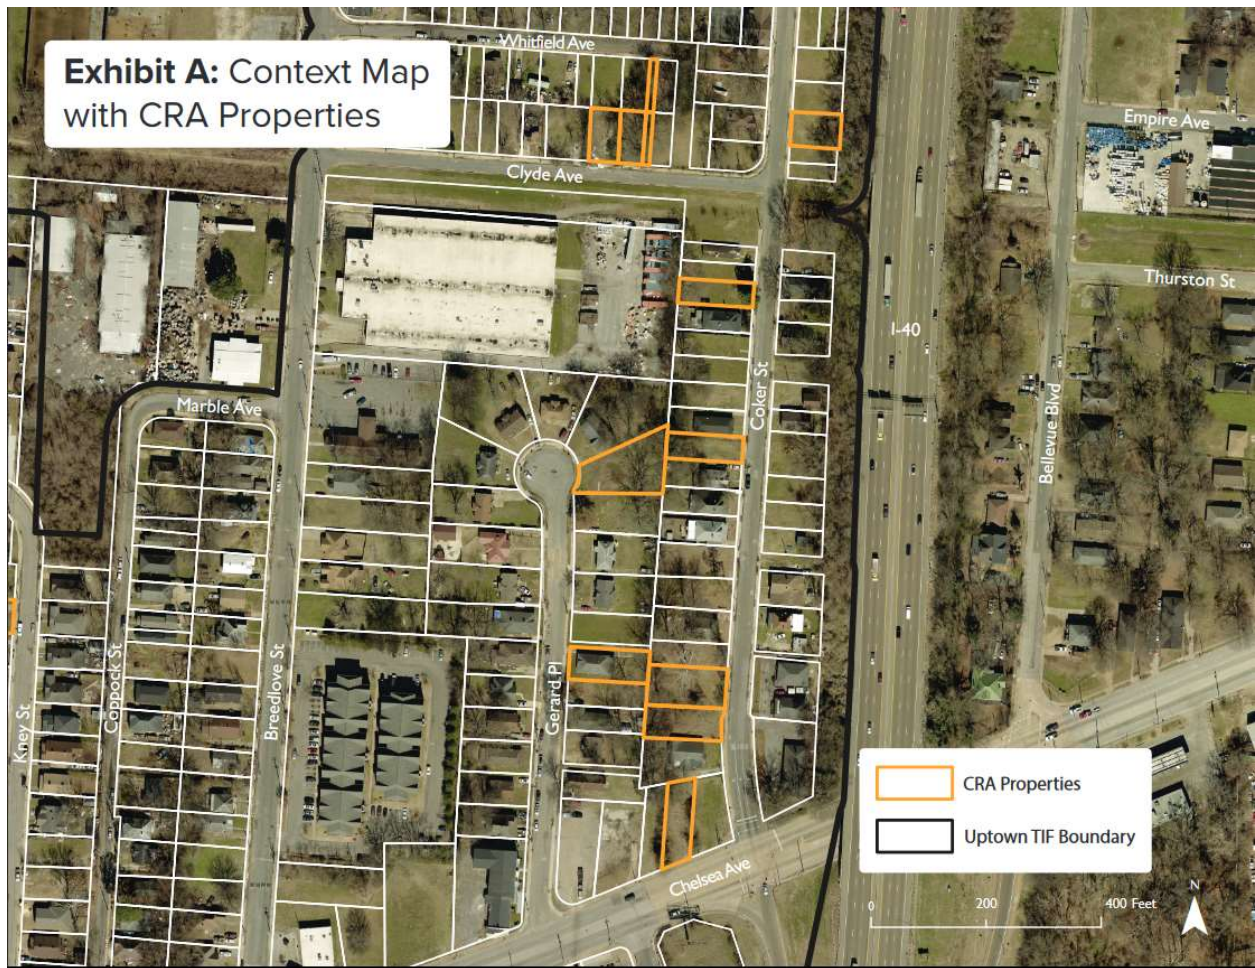 Exhibit A: Context Map
with CRA Properties
Whitfield Ave
Empire Ave
Clyde Ave
Thurston St
I-40
Marble Ave
Coker St
Bellevue Blvd
Kney St
Coppock St
Breedlove St
Gerard Pl
Chelsea Ave
CRA Properties
Uptown TIF Boundary
N
0 200 400 Feet